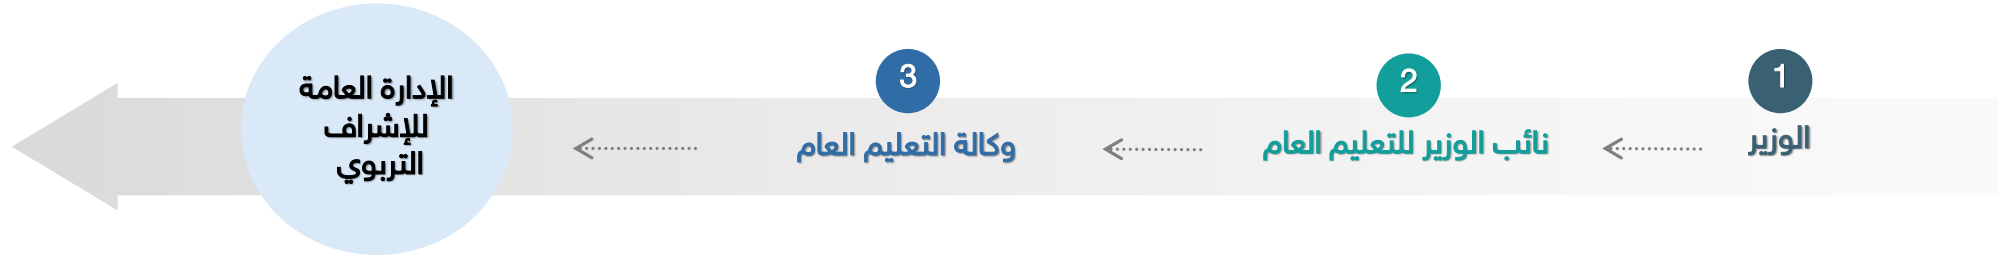 1
الوزير
2
نائب الوزير للتعليم العام
3
وكالة التعليم العام
الإدارة العامة
للإشراف
التربوي